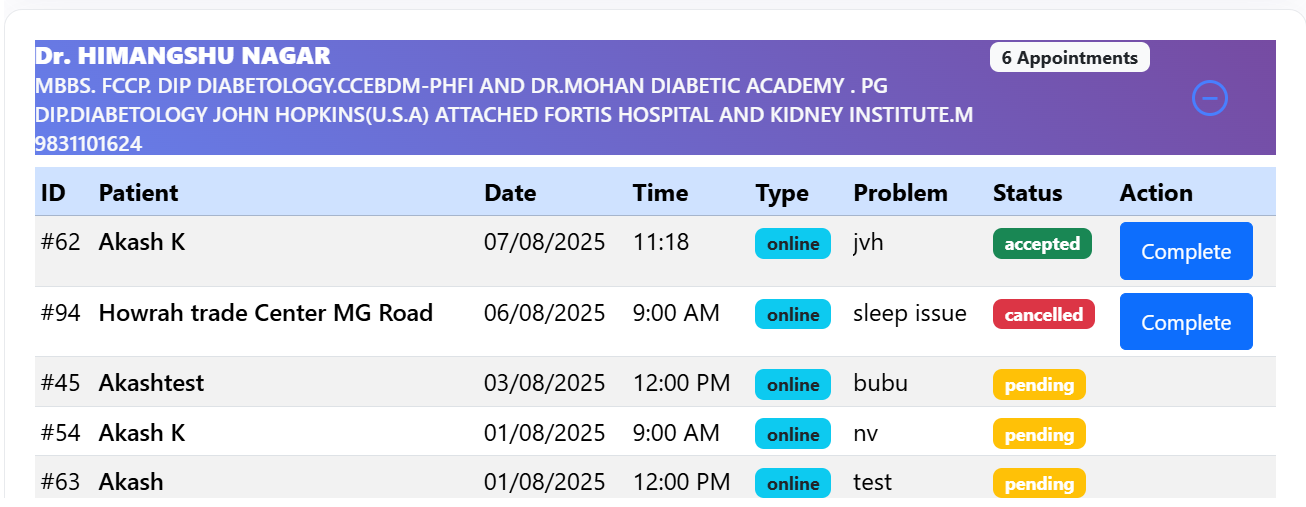 Dr. HIMANGSHU NAGAR
6 Appointments
MBBS. FCCP. DIP DIABETOLOGY.CCEBDM-PHFI AND DR.MOHAN DIABETIC ACADEMY . PG
DIP.DIABETOLOGY JOHN HOPKINS(U.S.A) ATTACHED FORTIS HOSPITAL AND KIDNEY INSTITUTE.M
9831101624
ID Patient Date Time Type Problem Status Action
#62 Akash K 07/08/2025 11:18 online jvh accepted Complete
#94 Howrah trade Center MG Road 06/08/2025 9:00 AM online sleep issue cancelled Complete
#45 Akashtest 03/08/2025 12:00 PM online bubu pending
#54 Akash K 01/08/2025 9:00 AM online nv pending
#63 Akash 01/08/2025 12:00 PM online test pending